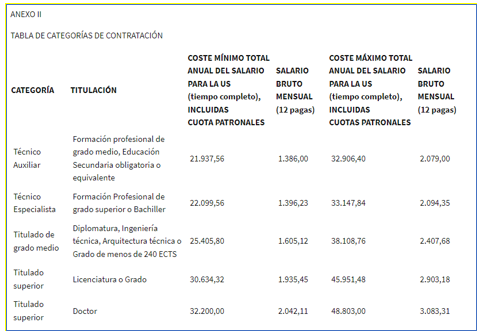 ANEXO II
TABLA DE CATEGORÍAS DE CONTRATACIÓN
CATEGORÍA TITULACIÓN COSTE MÍNIMO TOTAL ANUAL DEL SALARIO PARA LA US (tiempo completo), INCLUIDAS CUOTA PATRONALES SALARIO BRUTO MENSUAL (12 pagas) COSTE MÁXIMO TOTAL ANUAL DEL SALARIO PARA LA US (tiempo completo), INCLUIDAS CUOTAS PATRONALES SALARIO BRUTO MENSUAL (12 pagas)
Técnico Auxiliar Formación profesional de grado medio, Educación Secundaria obligatoria o equivalente 21.937,56 1.386,00 32.906,40 2.079,00
Técnico Especialista Formación Profesional de grado superior o Bachiller 22.099,56 1.396,23 33.147,84 2.094,35
Titulado de grado medio Diplomatura, Ingeniería técnica, Arquitectura técnica o Grado de menos de 240 ECTS 25.405,80 1.605,12 38.108,76 2.407,68
Titulado superior Licenciatura o Grado 30.634,32 1.935,45 45.951,48 2.903,18
Titulado superior Doctor 32.200,00 2.042,11 48.803,00 3.083,31